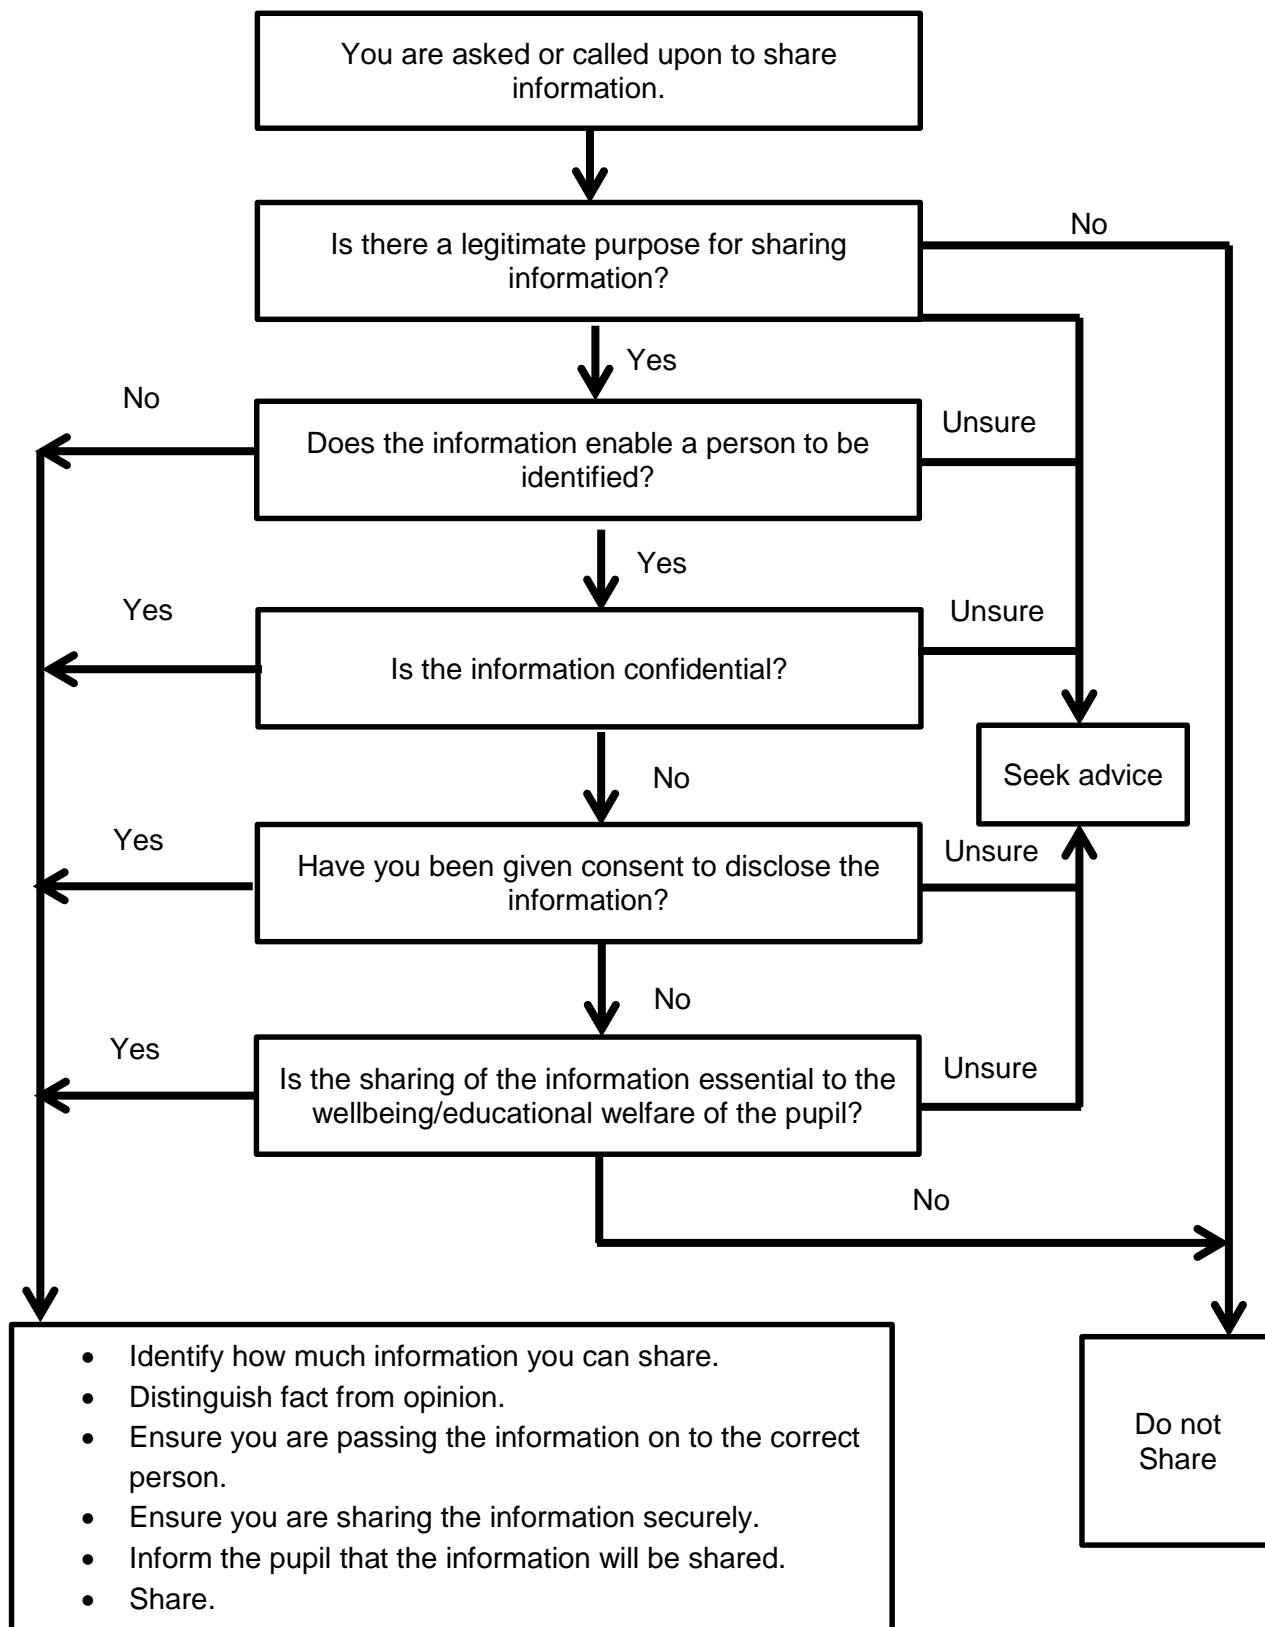 You are asked or called upon to share
information.
No
Is there a legitimate purpose for sharing
information?
Yes
No
Unsure
Does the information enable a person to be
identified?
Yes
Yes
Unsure
Is the information confidential?
Seek advice
No
Yes
Unsure
Have you been given consent to disclose the
information?
No
Yes
Unsure
Is the sharing of the information essential to the
wellbeing/educational welfare of the pupil?
No
• Identify how much information you can share.
• Distinguish fact from opinion.
• Ensure you are passing the information on to the correct
person.
• Ensure you are sharing the information securely.
• Inform the pupil that the information will be shared.
• Share.
Do not
Share